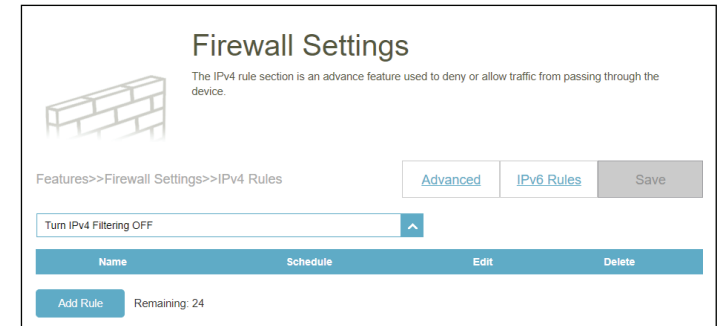 Firewall Settings
The IPv4 rule section is an advance feature used to deny or allow traffic from passing through the
device.
Features>>Firewall Settings>>IPv4 Rules
Advanced
IPv6 Rules
Save
Turn IPv4 Filtering OFF
Name Schedule Edit Delete
Add Rule Remaining: 24